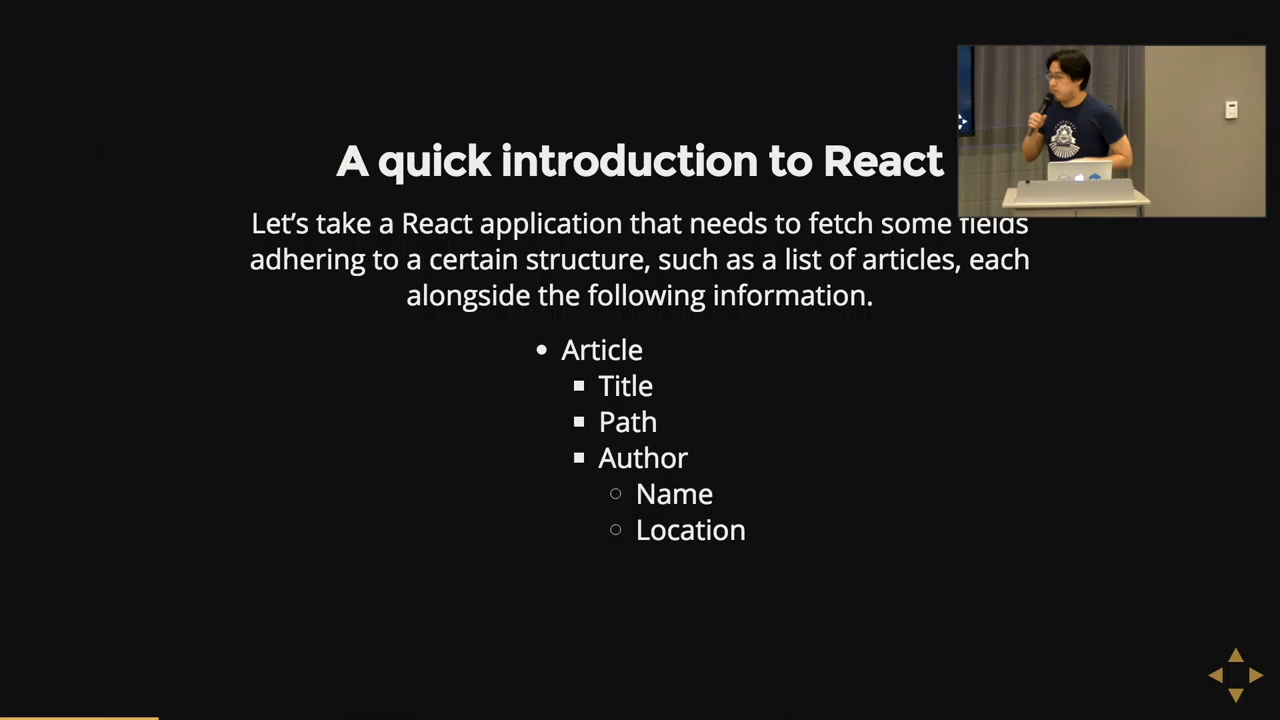 A quick introduction to React
Let’s take a React application that needs to fetch some fields
adhering to a certain structure, such as a list of articles, each
alongside the following information.
Article
Title
Path
Author
Name
Location